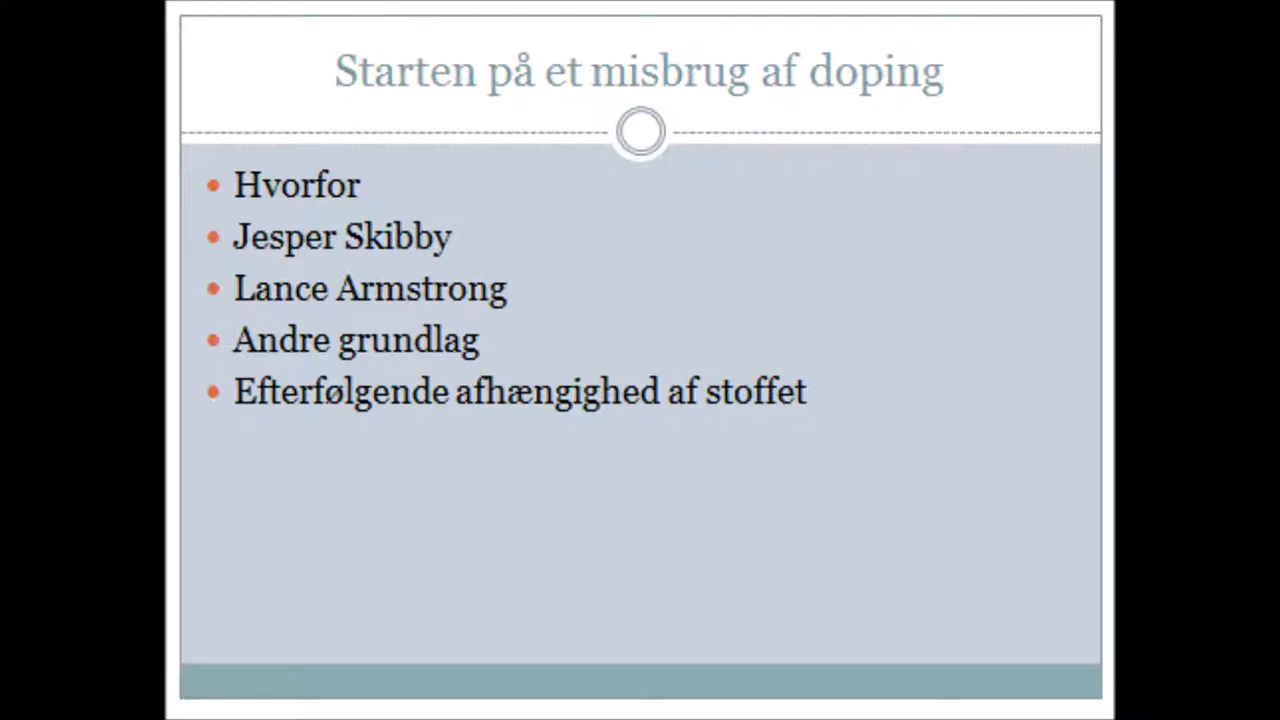 Starten på et misbrug af doping
Hvorfor
Jesper Skibby
Lance Armstrong
Andre grundlag
Efterfølgende afhængighed af stoffet